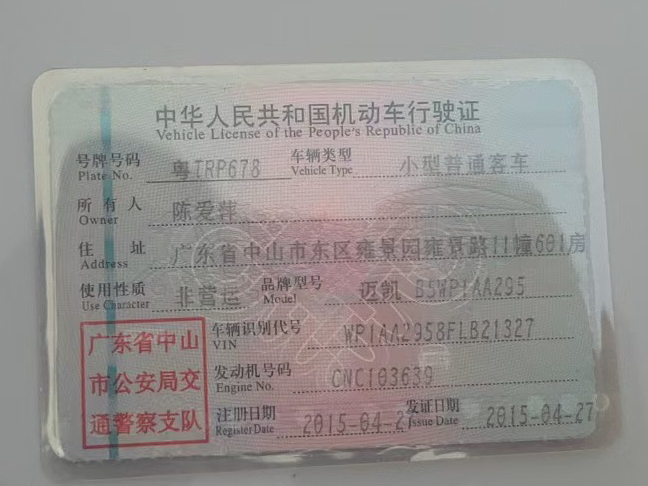 中华人民共和国机动车行驶证
Vehicle License of the People's Republic of China
号牌号码 粤TRP678 车辆类型 小型普通客车
Plate No. Vehicle Type
所有人 陈爱萍
Owner
住址 广东省中山市东区雍景园雍景路11幢601房
Address
使用性质 非营运 品牌型号
Use Character Model
车辆识别代号 WP1AA2958FLB21327
VIN
发动机号码 CNC103639
Engine No.
注册日期 发证日期 2015-04-27
Register Date Issue Date
广东省中山
市公安局交
通警察支队